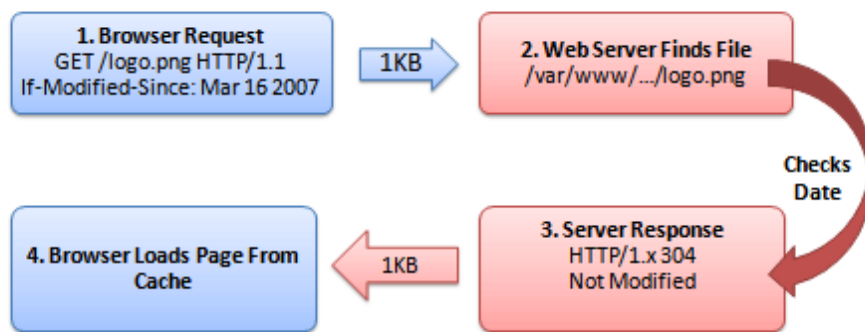 1. Browser Request
GET /logo.png HTTP/1.1
If-Modified-Since: Mar 16 2007
1KB
2. Web Server Finds File
/var/www/.../logo.png
Checks
Date
3. Server Response
HTTP/1.x 304
Not Modified
1KB
4. Browser Loads Page From
Cache